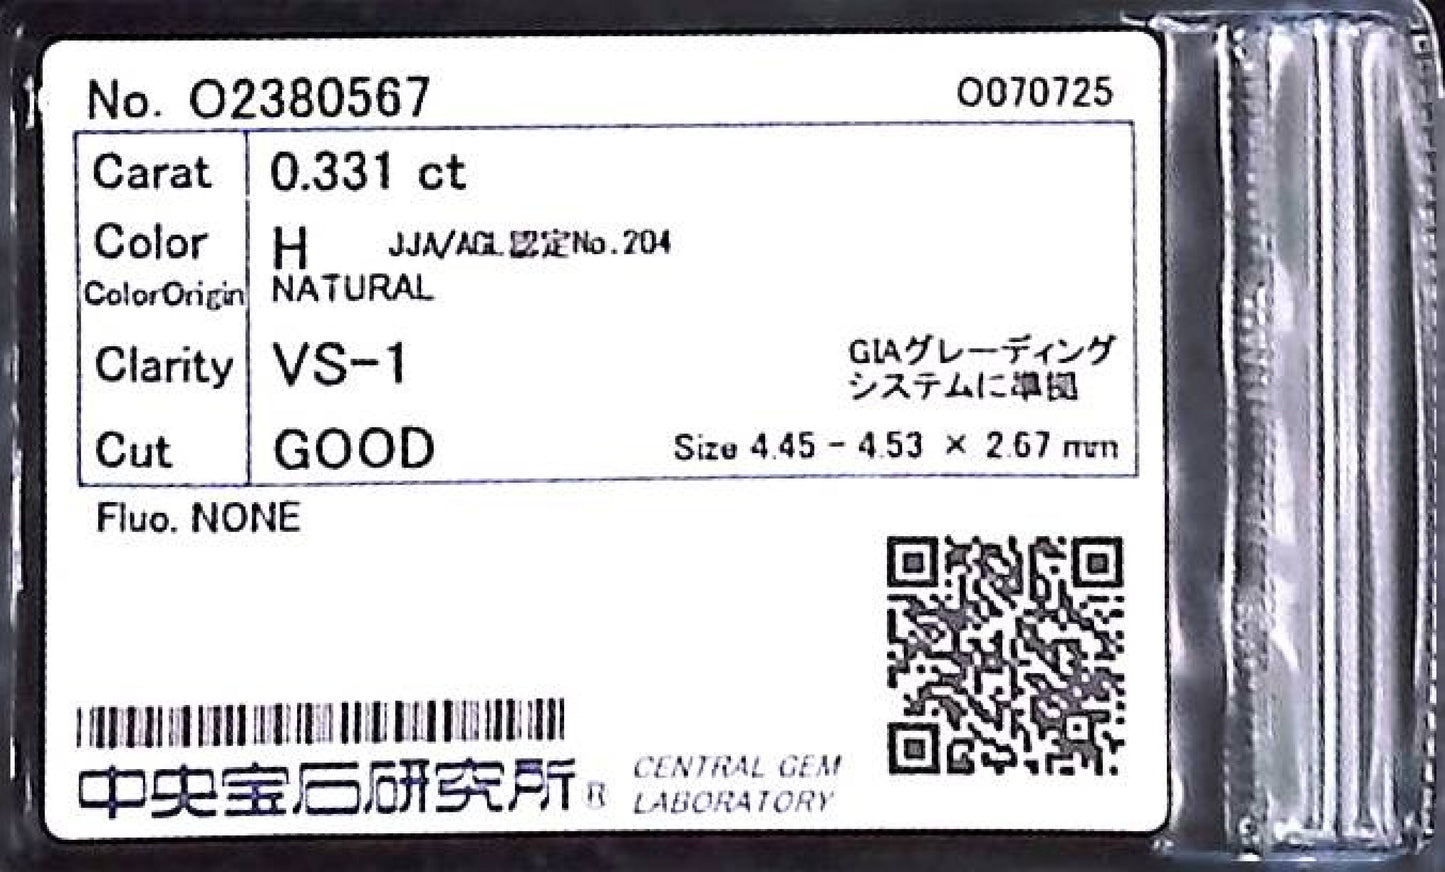 No. O2380567 O070725
Carat 0.331 ct
Color H JJA/AGL認定No.204
ColorOrigin NATURAL
Clarity VS-1 GIAグレーディング
システムに準拠
Cut GOOD Size 4.45 - 4.53 × 2.67 mm
Fluo. NONE
中央宝石研究所® CENTRAL GEM
LABORATORY